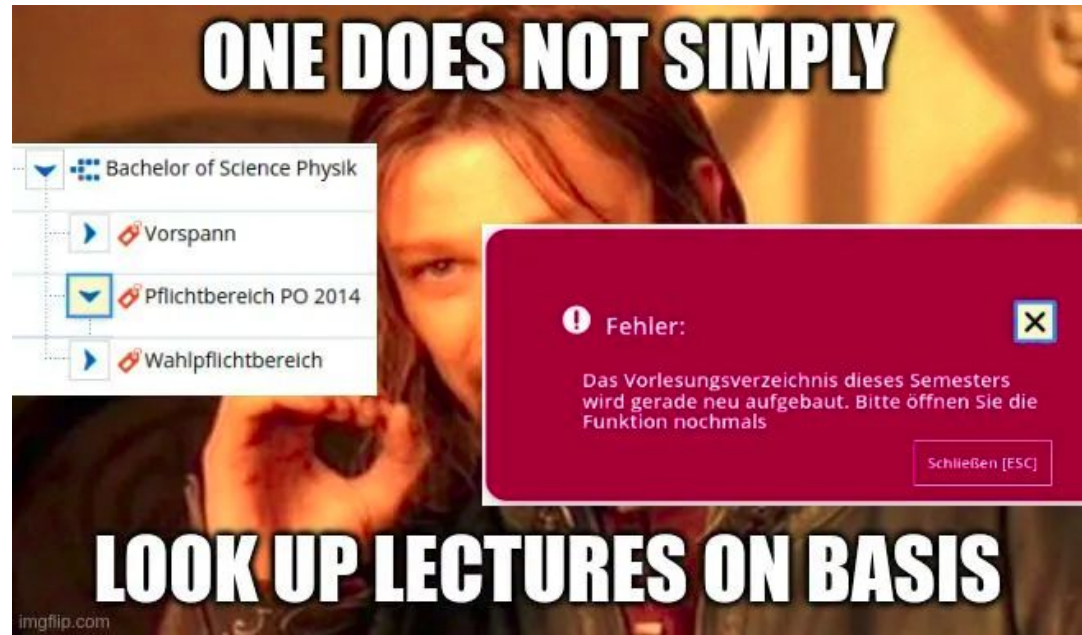 ONE DOES NOT SIMPLY
Bachelor of Science Physik
Vorspann
Pflichtbereich PO 2014
Wahlpflichtbereich
Fehler:
Das Vorlesungsverzeichnis dieses Semesters
wird gerade neu aufgebaut. Bitte öffnen Sie die
Funktion nochmals
Schließen [ESC]
LOOK UP LECTURES ON BASIS
imgflip.com